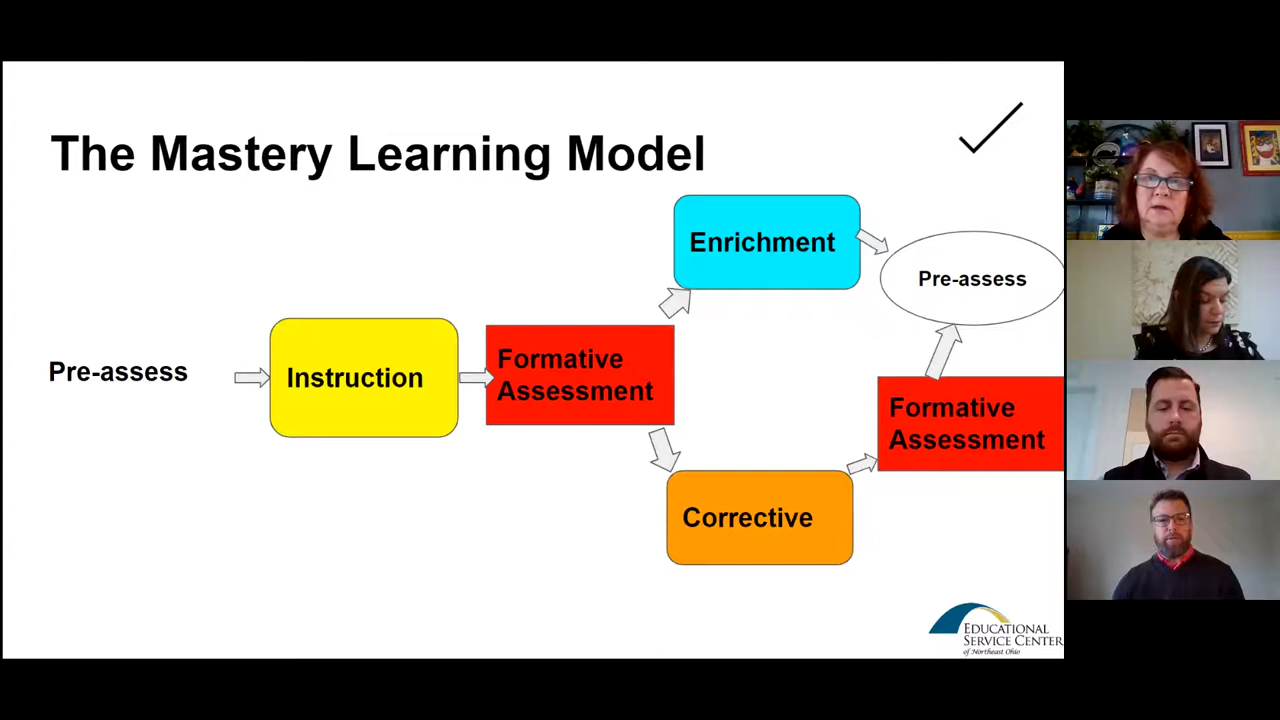 The Mastery Learning Model
Enrichment
Pre-assess
Pre-assess
Instruction
Formative
Assessment
Formative
Assessment
Corrective
EDUCATIONAL
SERVICE CENTER
of Northeast Ohio